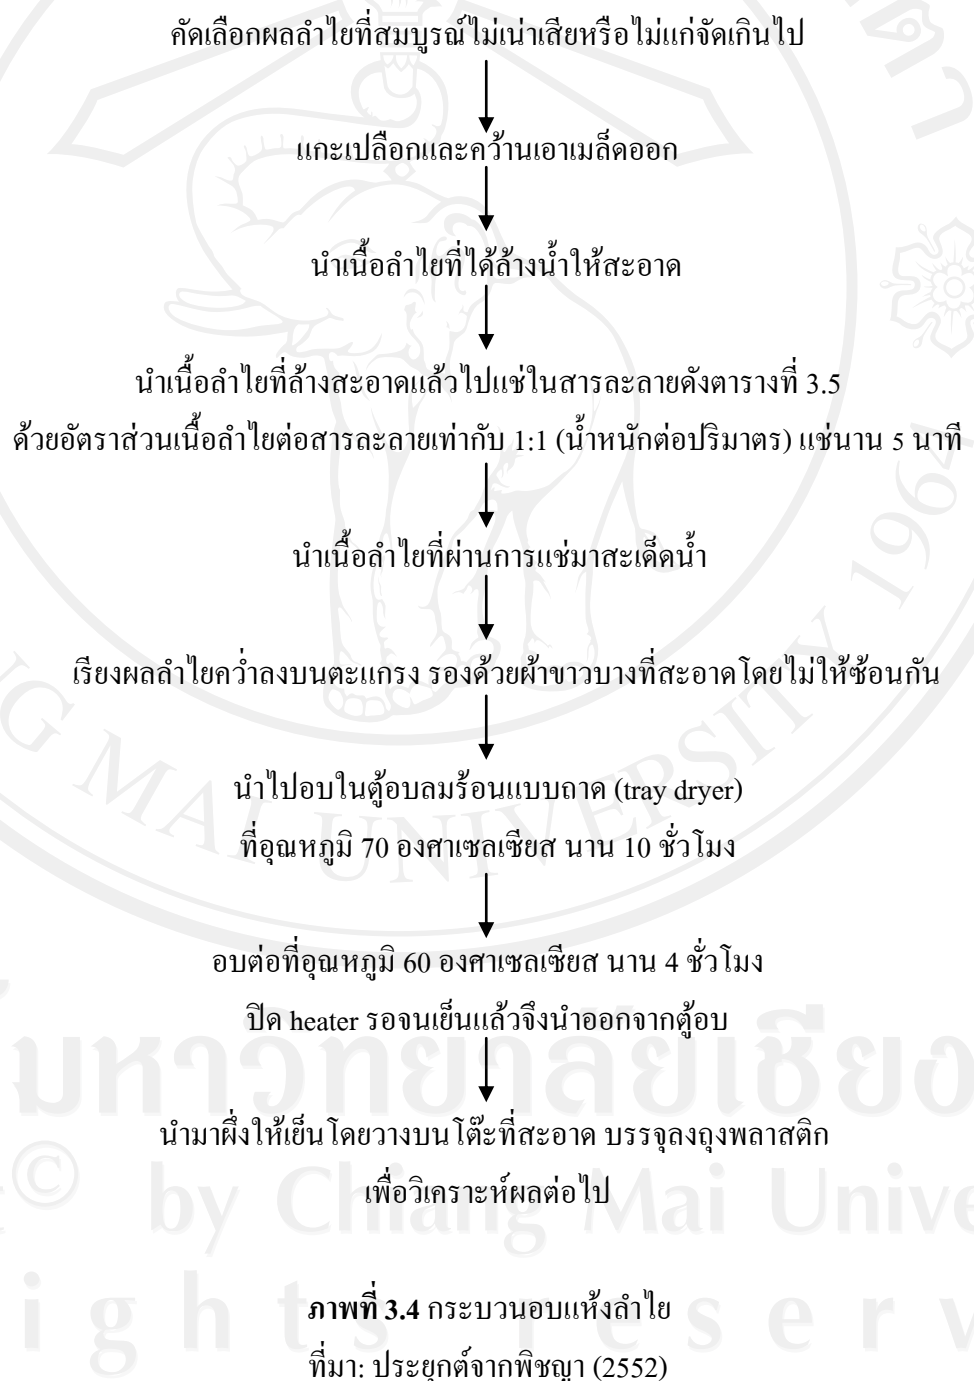 คัดเลือกผลลำไยที่สมบูรณ์ไม่เน่าเสียหรือไม่แก่จัดเกินไป
แกะเปลือกและคว้านเอาเมล็ดออก
นำเนื้อลำไยที่ได้ล้างน้ำให้สะอาด
นำเนื้อลำไยที่ล้างสะอาดแล้วไปแช่ในสารละลายดังตารางที่ 3.5
ด้วยอัตราส่วนเนื้อลำไยต่อสารละลายเท่ากับ 1:1 (น้ำหนักต่อปริมาตร) แช่นาน 5 นาที
นำเนื้อลำไยที่ผ่านการแช่มาสะเด็ดน้ำ
เรียงผลลำไยคว่ำลงบนตะแกรง รองด้วยผ้าขาวบางที่สะอาดโดยไม่ให้ซ้อนกัน
นำไปอบในตู้อบลมร้อนแบบถาด (tray dryer)
ที่อุณหภูมิ 70 องศาเซลเซียส นาน 10 ชั่วโมง
อบต่อที่อุณหภูมิ 60 องศาเซลเซียส นาน 4 ชั่วโมง
ปิด heater รอจนเย็นแล้วจึงนำออกจากตู้อบ
นำมาผึ่งให้เย็นโดยวางบนโต๊ะที่สะอาด บรรจุลงถุงพลาสติก
เพื่อวิเคราะห์ผลต่อไป
ภาพที่ 3.4 กระบวนอบแห้งลำไย
ที่มา: ประยุกต์จากพิชญา (2552)
MAI UNIVERSITY 1964
© by Chiang Mai